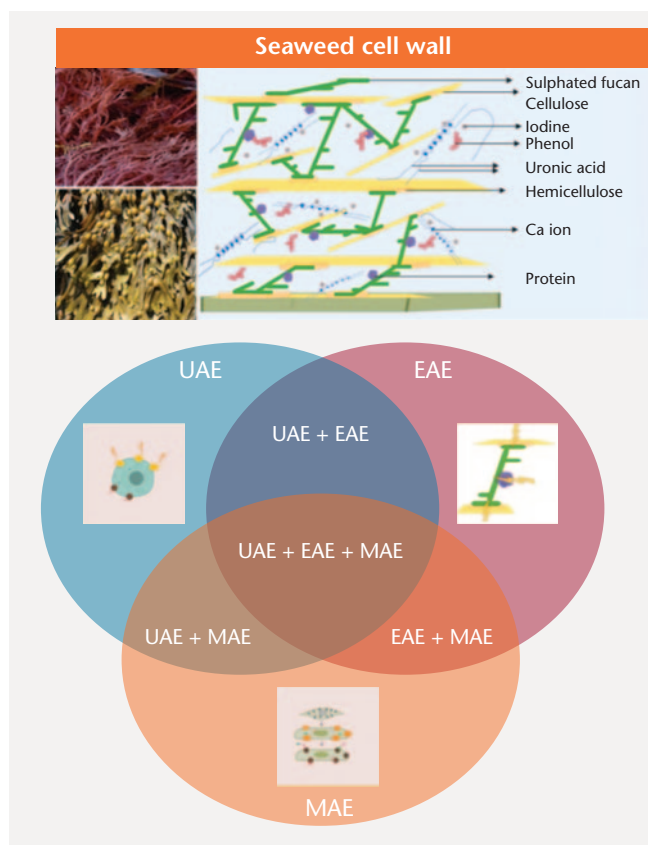 Seaweed cell wall
Sulphated fucan
Cellulose
Iodine
Phenol
Uronic acid
Hemicellulose
Ca ion
Protein
UAE
EAE
UAE + EAE
UAE + EAE + MAE
UAE + MAE
EAE + MAE
MAE